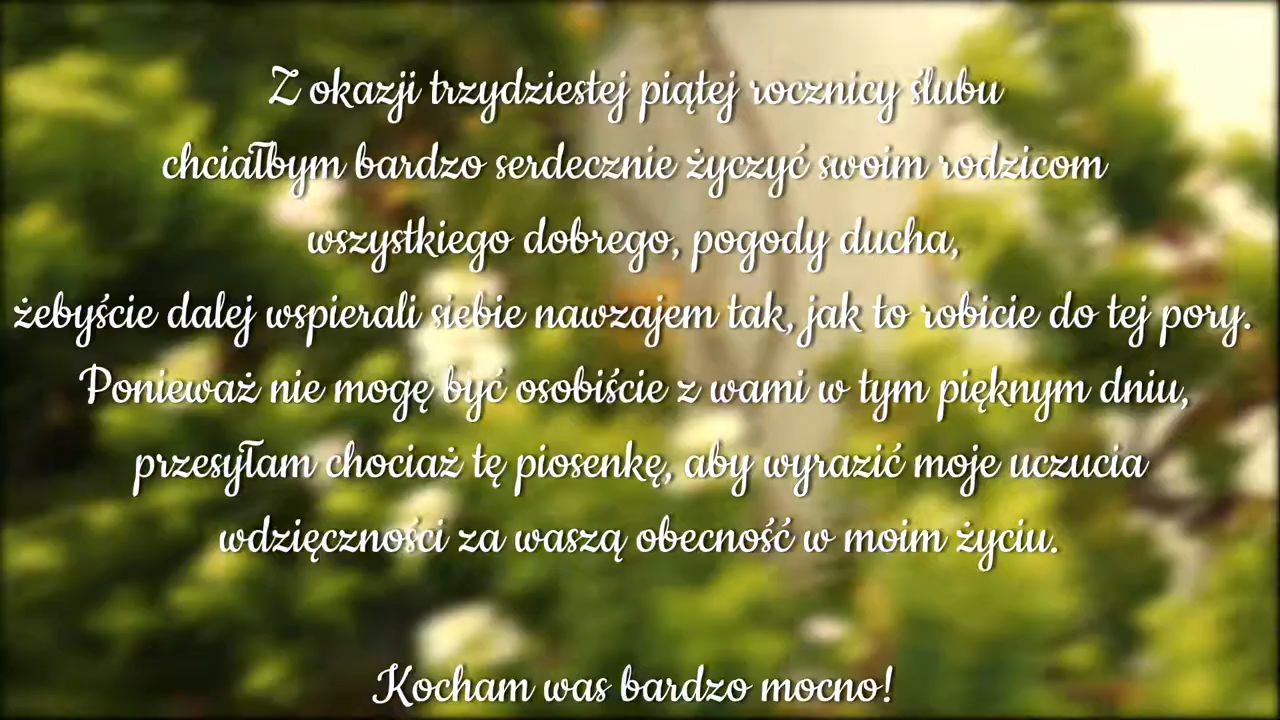 Z okazji trzydziestej piątej rocznicy ślubu
chciałbym bardzo serdecznie życzyć swoim rodzicom
wszystkiego dobrego, pogody ducha,
żebyście dalej wspierali siebie nawzajem tak, jak to robicie do tej pory.
Ponieważ nie mogę być osobiście z wami w tym pięknym dniu,
przesyłam chociaż tę piosenkę, aby wyrazić moje uczucia
wdzięczności za waszą obecność w moim życiu.
Kocham was bardzo mocno!